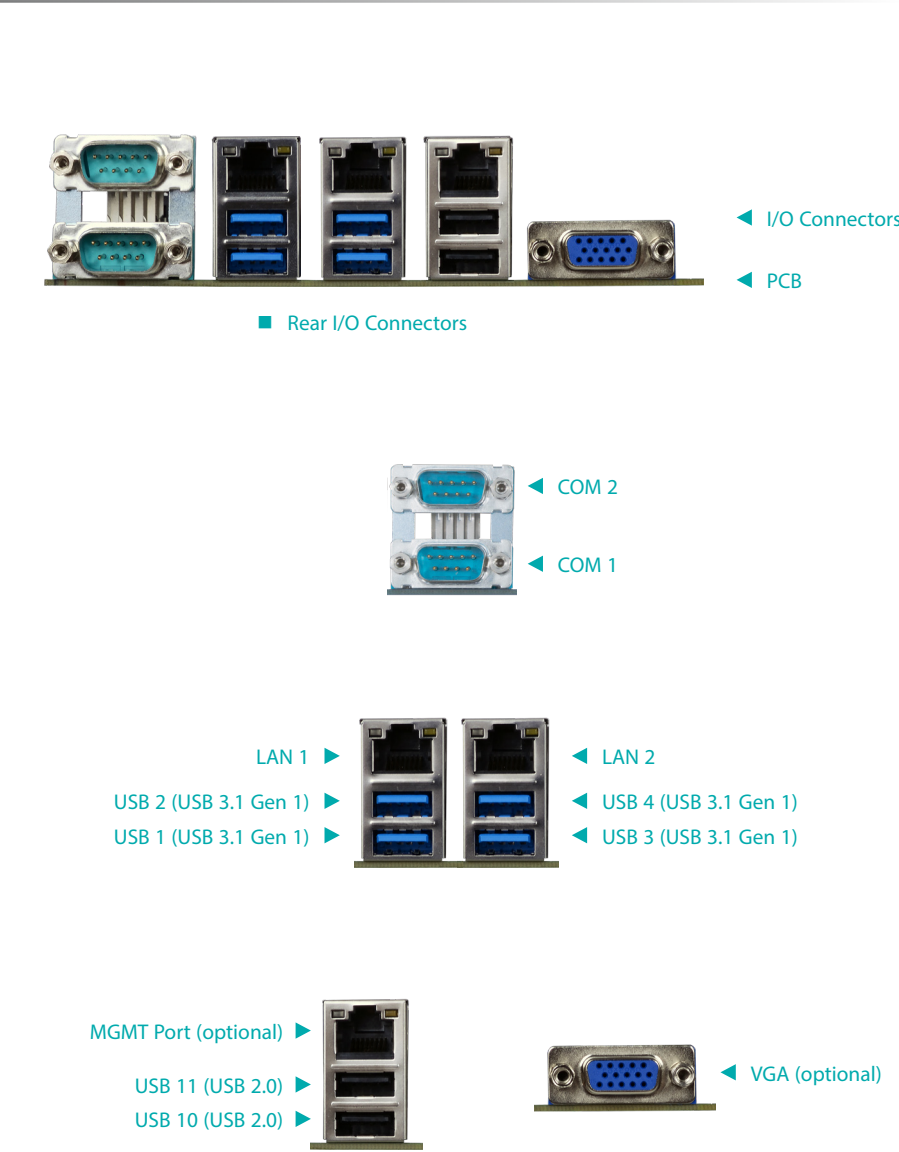 I/O Connectors
PCB
■ Rear I/O Connectors
COM 2
COM 1
LAN 1
LAN 2
USB 2 (USB 3.1 Gen 1)
USB 4 (USB 3.1 Gen 1)
USB 1 (USB 3.1 Gen 1)
USB 3 (USB 3.1 Gen 1)
MGMT Port (optional)
USB 11 (USB 2.0)
USB 10 (USB 2.0)
VGA (optional)